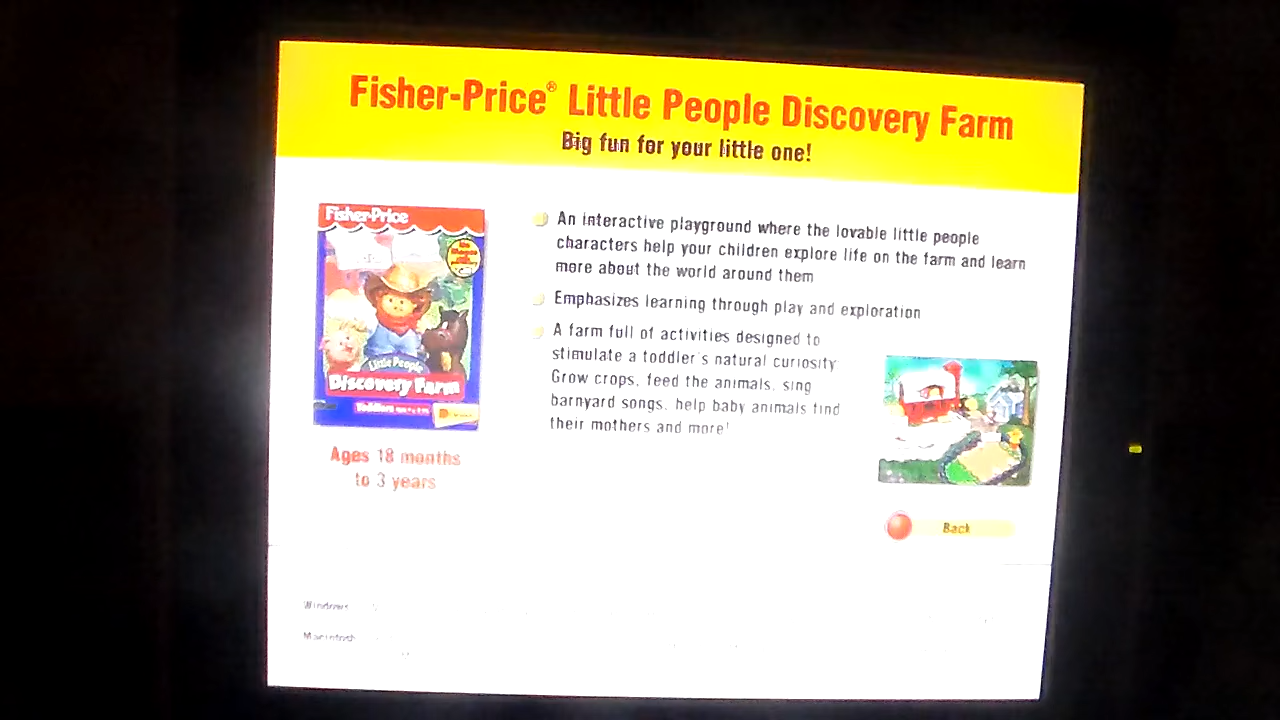 Fisher-Price® Little People Discovery Farm
Big fun for your little one!
Fisher-Price
Little People
Discovery Farm
Toddlers
Ages 18 months
to 3 years
An interactive playground where the lovable little people
characters help your children explore life on the farm and learn
more about the world around them
Emphasizes learning through play and exploration
A farm full of activities designed to
stimulate a toddler's natural curiosity
Grow crops, feed the animals, sing
barnyard songs, help baby animals find
their mothers and more!
Back
Windows
Macintosh